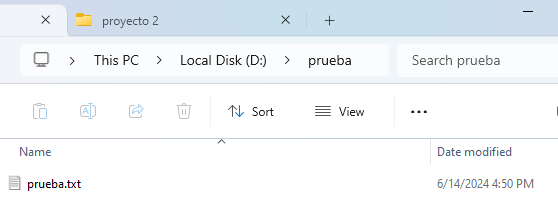 proyecto 2
This PC > Local Disk (D:) > prueba
Search prueba
Sort
View
Name
Date modified
prueba.txt
6/14/2024 4:50 PM